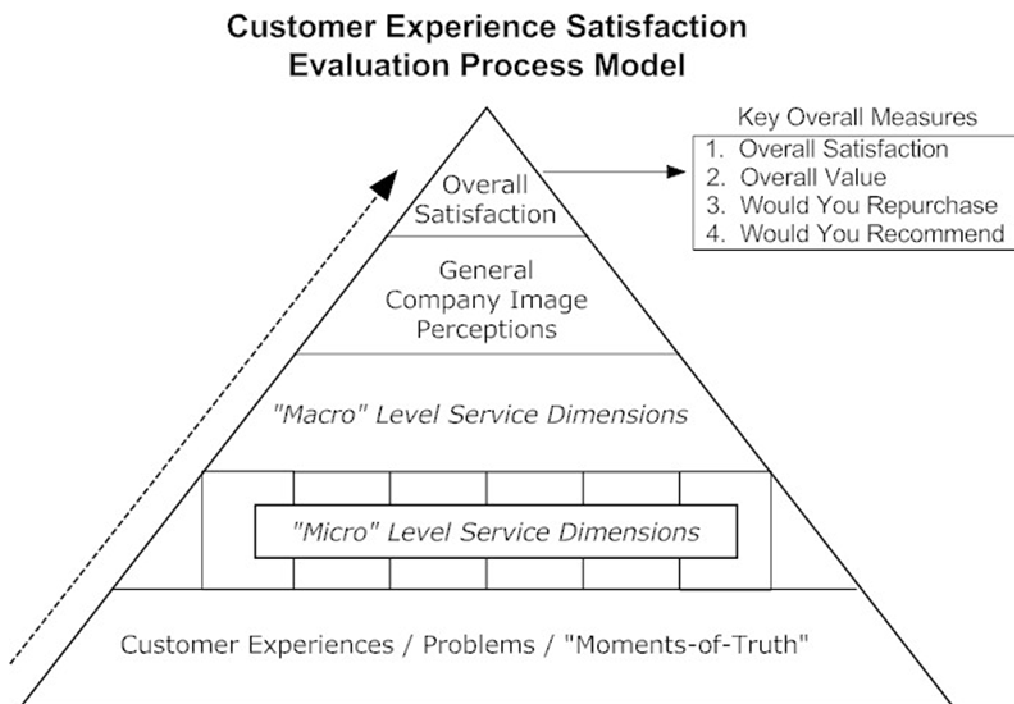 Customer Experience Satisfaction
Evaluation Process Model
Key Overall Measures
1. Overall Satisfaction
2. Overall Value
3. Would You Repurchase
4. Would You Recommend
Overall
Satisfaction
General
Company Image
Perceptions
"Macro" Level Service Dimensions
"Micro" Level Service Dimensions
Customer Experiences / Problems / "Moments-of-Truth"